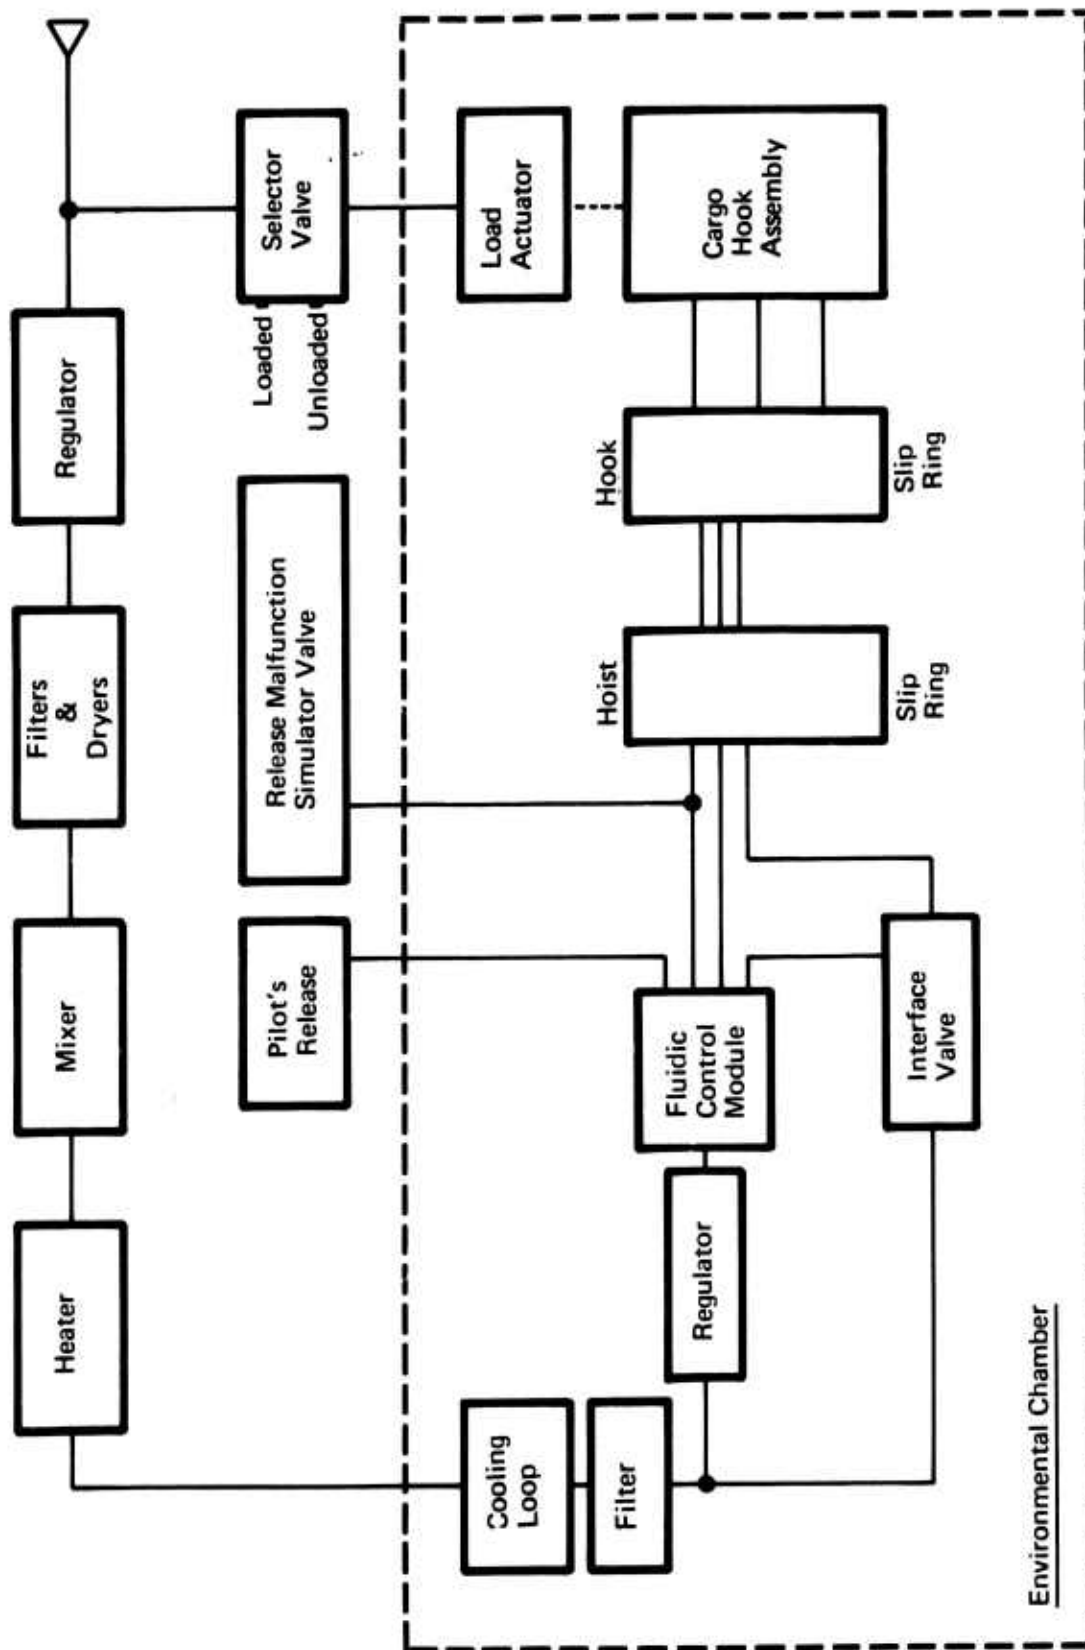 Heater
Mixer
Filters
&
Dryers
Regulator
Pilot's
Release
Release Malfunction
Simulator Valve
Loaded
Unloaded
Selector
Valve
Cooling
Loop
Filter
Load
Actuator
Regulator
Fluidic
Control
Module
Hoist
Slip
Ring
Hook
Slip
Ring
Cargo
Hook
Assembly
Interface
Valve
Environmental Chamber